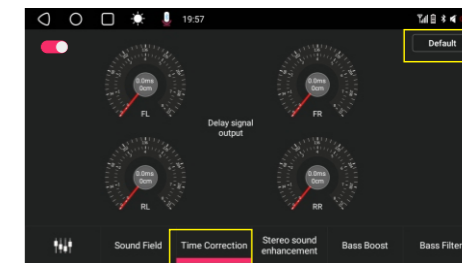 19:57
Default
0.0ms
0cm
FL
0.0ms
0cm
FR
Delay signal
output
0.0ms
0cm
RL
0.0ms
0cm
RR
Sound Field
Time Correction
Stereo sound
enhancement
Bass Boost
Bass Filter